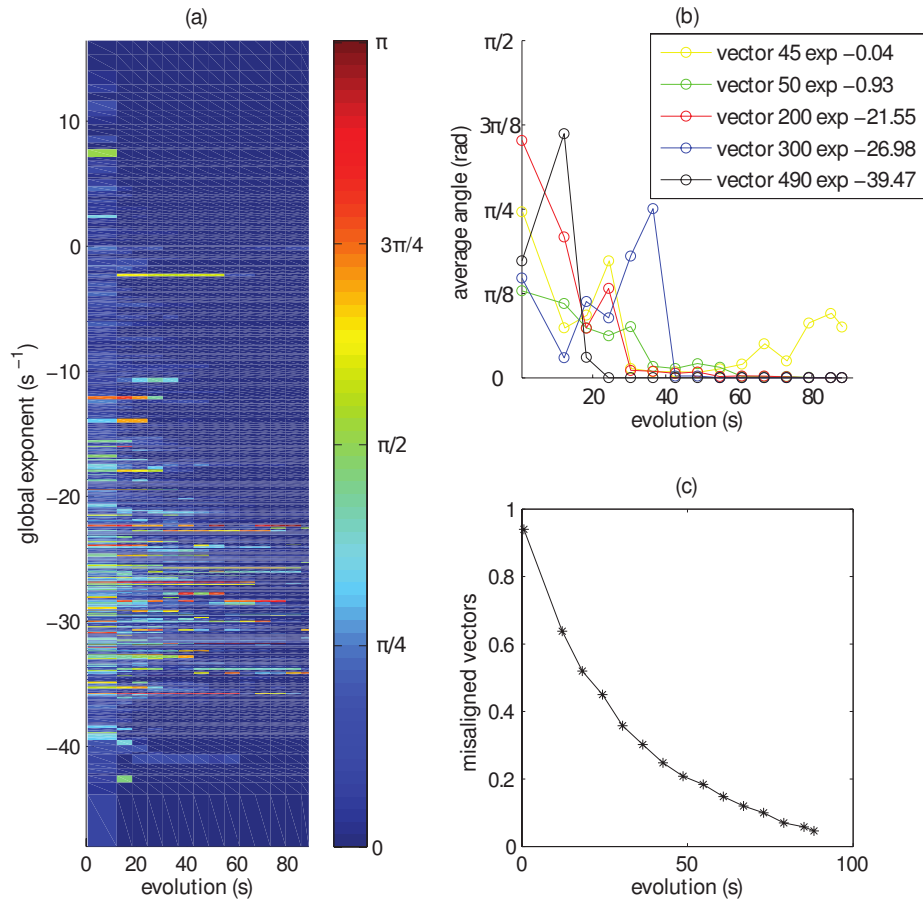 (a)
global exponent (s⁻¹)
10
0
−10
−20
−30
−40
0
20
40
60
80
evolution (s)
π
3π/4
π/2
π/4
0
(b)
average angle (rad)
π/2
3π/8
π/4
π/8
0
vector 45 exp −0.04
vector 50 exp −0.93
vector 200 exp −21.55
vector 300 exp −26.98
vector 490 exp −39.47
20
40
60
80
evolution (s)
(c)
misaligned vectors
1
0.8
0.6
0.4
0.2
0
0
50
100
evolution (s)